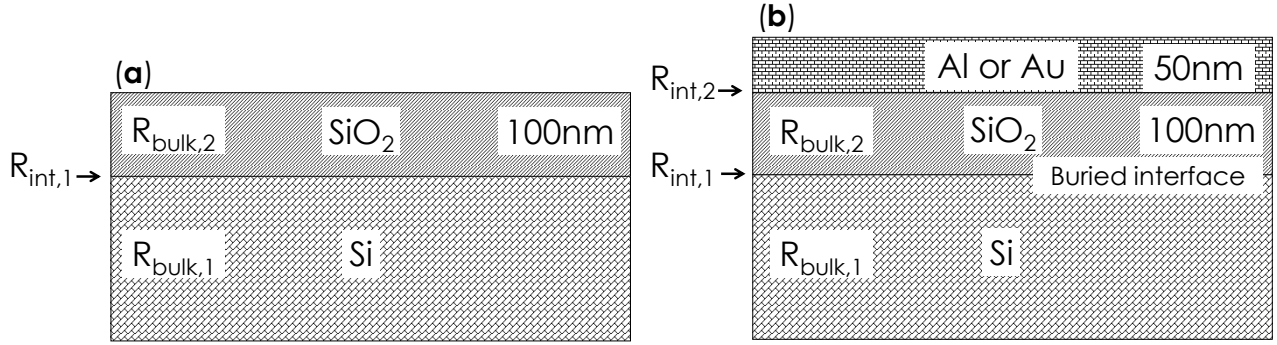 (a)
R_bulk,2 SiO₂ 100nm
R_int,1
R_bulk,1 Si
(b)
Al or Au 50nm
R_int,2
R_bulk,2 SiO₂ 100nm
R_int,1
Buried interface
R_bulk,1 Si